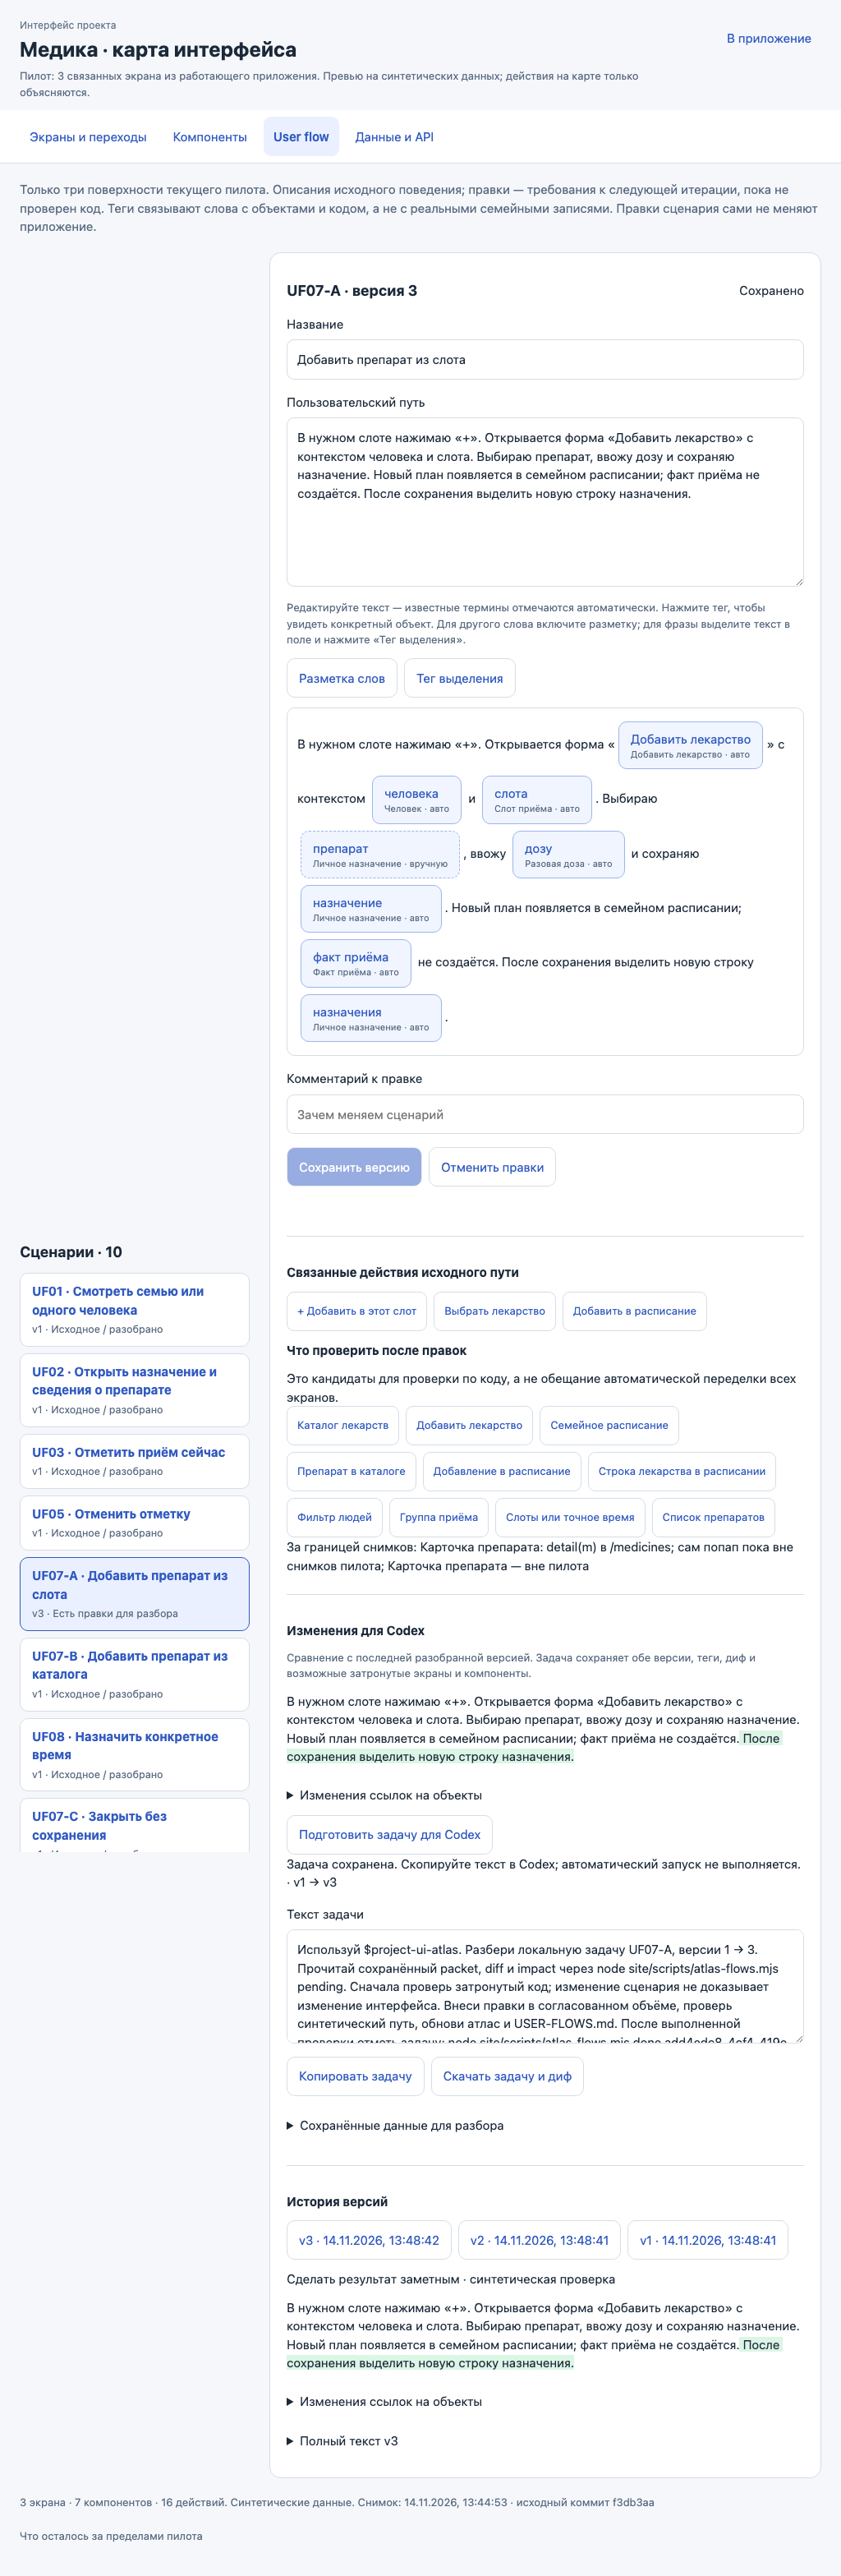 Интерфейс проекта
Медика · карта интерфейса
В приложение
Пилот: 3 связанных экрана из работающего приложения. Превью на синтетических данных; действия на карте только
объясняются.
Экраны и переходы
Компоненты
User flow
Данные и API
Только три поверхности текущего пилота. Описания исходного поведения; правки — требования к следующей итерации, пока не
проверен код. Теги связывают слова с объектами и кодом, а не с реальными семейными записями. Правки сценария сами не меняют
приложение.
Сценарии · 10
UF01 · Смотреть семью или
одного человека
v1 · Исходное / разобрано
UF02 · Открыть назначение и
сведения о препарате
v1 · Исходное / разобрано
UF03 · Отметить приём сейчас
v1 · Исходное / разобрано
UF05 · Отменить отметку
v1 · Исходное / разобрано
UF07-A · Добавить препарат из
слота
v3 · Есть правки для разбора
UF07-B · Добавить препарат из
каталога
v1 · Исходное / разобрано
UF08 · Назначить конкретное
время
v1 · Исходное / разобрано
UF07-C · Закрыть без
сохранения
UF07-A · версия 3
Сохранено
Название
Добавить препарат из слота
Пользовательский путь
В нужном слоте нажимаю «+». Открывается форма «Добавить лекарство» с
контекстом человека и слота. Выбираю препарат, ввожу дозу и сохраняю
назначение. Новый план появляется в семейном расписании; факт приёма не
создаётся. После сохранения выделить новую строку назначения.
Редактируйте текст — известные термины отмечаются автоматически. Нажмите тег, чтобы
увидеть конкретный объект. Для другого слова включите разметку; для фразы выделите текст в
поле и нажмите «Тег выделения».
Разметка слов
Тег выделения
В нужном слоте нажимаю «+». Открывается форма « Добавить лекарство » с
Добавить лекарство · авто
контекстом человека и слота . Выбираю
Человек · авто
Слот приёма · авто
препарат , ввожу дозу и сохраняю
Личное назначение · вручную
Разовая доза · авто
назначение . Новый план появляется в семейном расписании;
Личное назначение · авто
факт приёма не создаётся. После сохранения выделить новую строку
Факт приёма · авто
назначения .
Личное назначение · авто
Комментарий к правке
Зачем меняем сценарий
Сохранить версию
Отменить правки
Связанные действия исходного пути
+ Добавить в этот слот
Выбрать лекарство
Добавить в расписание
Что проверить после правок
Это кандидаты для проверки по коду, а не обещание автоматической переделки всех
экранов.
Каталог лекарств
Добавить лекарство
Семейное расписание
Препарат в каталоге
Добавление в расписание
Строка лекарства в расписании
Фильтр людей
Группа приёма
Слоты или точное время
Список препаратов
За границей снимков: Карточка препарата: detail(m) в /medicines; сам попап пока вне
снимков пилота; Карточка препарата — вне пилота
Изменения для Codex
Сравнение с последней разобранной версией. Задача сохраняет обе версии, теги, диф и
возможные затронутые экраны и компоненты.
В нужном слоте нажимаю «+». Открывается форма «Добавить лекарство» с
контекстом человека и слота. Выбираю препарат, ввожу дозу и сохраняю назначение.
Новый план появляется в семейном расписании; факт приёма не создаётся. После
сохранения выделить новую строку назначения.
Изменения ссылок на объекты
Подготовить задачу для Codex
Задача сохранена. Скопируйте текст в Codex; автоматический запуск не выполняется.
· v1 → v3
Текст задачи
Используй $project-ui-atlas. Разбери локальную задачу UF07-A, версии 1 → 3.
Прочитай сохранённый packet, diff и impact через node site/scripts/atlas-flows.mjs
pending. Сначала проверь затронутый код; изменение сценария не доказывает
изменение интерфейса. Внеси правки в согласованном объёме, проверь
синтетический путь, обнови атлас и USER-FLOWS.md. После выполненной
Копировать задачу
Скачать задачу и диф
Сохранённые данные для разбора
История версий
v3 · 14.11.2026, 13:48:42
v2 · 14.11.2026, 13:48:41
v1 · 14.11.2026, 13:48:41
Сделать результат заметным · синтетическая проверка
В нужном слоте нажимаю «+». Открывается форма «Добавить лекарство» с
контекстом человека и слота. Выбираю препарат, ввожу дозу и сохраняю назначение.
Новый план появляется в семейном расписании; факт приёма не создаётся. После
сохранения выделить новую строку назначения.
Изменения ссылок на объекты
Полный текст v3
3 экрана · 7 компонентов · 16 действий. Синтетические данные. Снимок: 14.11.2026, 13:44:53 · исходный коммит f3db3aa
Что осталось за пределами пилота